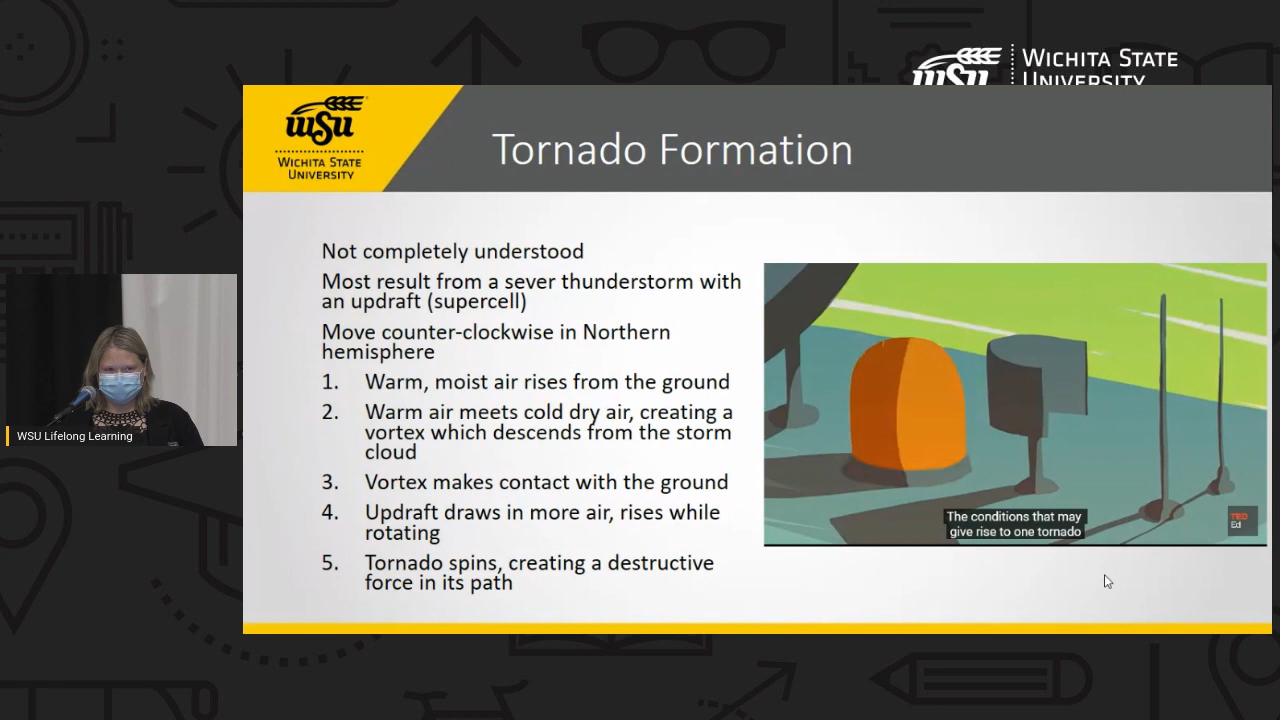 WSU
WICHITA STATE
UNIVERSITY
WSU
WICHITA STATE
UNIVERSITY
Tornado Formation
Not completely understood
Most result from a sever thunderstorm with
an updraft (supercell)
Move counter-clockwise in Northern
hemisphere
1. Warm, moist air rises from the ground
2. Warm air meets cold dry air, creating a
vortex which descends from the storm
cloud
3. Vortex makes contact with the ground
4. Updraft draws in more air, rises while
rotating
5. Tornado spins, creating a destructive
force in its path
The conditions that may
give rise to one tornado
TED
Ed
WSU Lifelong Learning